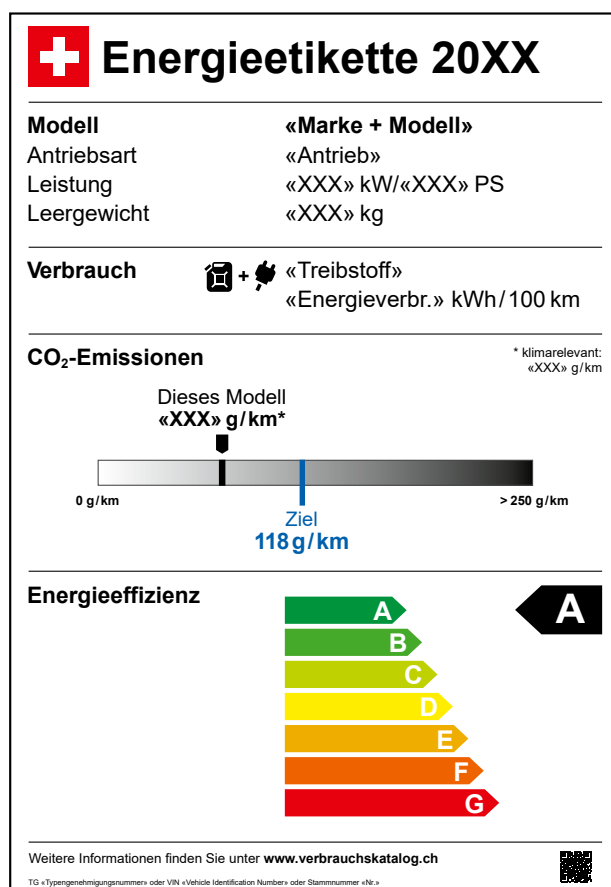 Energieetikette 20XX
Modell «Marke + Modell»
Antriebsart «Antrieb»
Leistung «XXX» kW/«XXX» PS
Leergewicht «XXX» kg
Verbrauch + «Treibstoff»
«Energieverbr.» kWh/100 km
CO₂-Emissionen
* klimarelevant:
«XXX» g/km
Dieses Modell
«XXX» g/km*
0 g/km > 250 g/km
Ziel
118 g/km
Energieeffizienz
A A
B
C
D
E
F
G
Weitere Informationen finden Sie unter www.verbrauchskatalog.ch
TG «Typengenehmigungsnummer» oder VIN «Vehicle Identification Number» oder Stammnummer «Nr.»